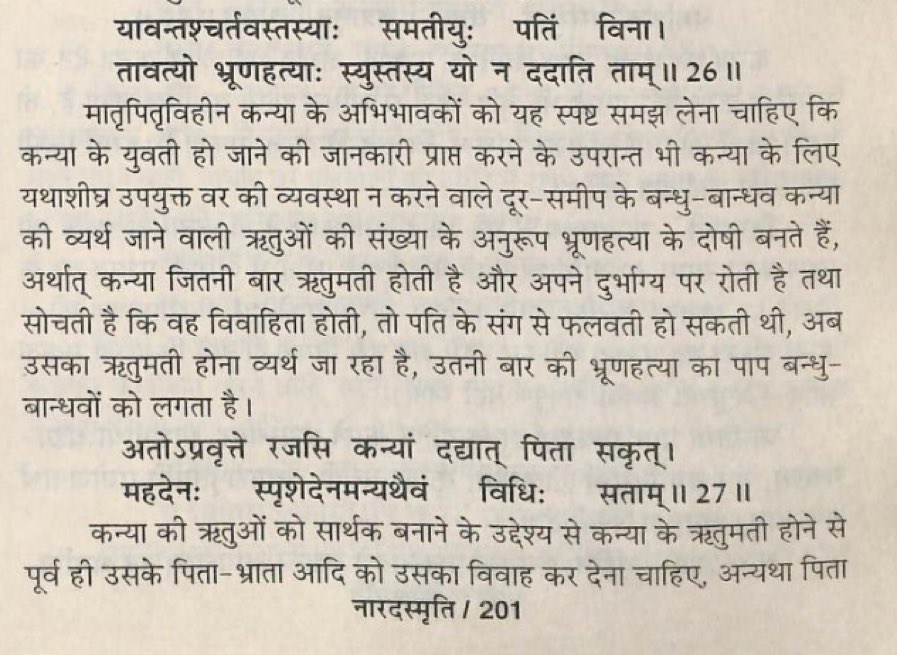 यावन्तश्चर्तवस्तस्याः समतीयुः पतिं विना।
तावत्यो भ्रूणहत्याः स्युस्तस्य यो न ददाति ताम्॥ 26॥
मातृपितृविहीन कन्या के अभिभावकों को यह स्पष्ट समझ लेना चाहिए कि
कन्या के युवती हो जाने की जानकारी प्राप्त करने के उपरान्त भी कन्या के लिए
यथाशीघ्र उपयुक्त वर की व्यवस्था न करने वाले दूर-समीप के बन्धु-बान्धव कन्या
की व्यर्थ जाने वाली ऋतुओं की संख्या के अनुरूप भ्रूणहत्या के दोषी बनते हैं,
अर्थात् कन्या जितनी बार ऋतुमती होती है और अपने दुर्भाग्य पर रोती है तथा
सोचती है कि वह विवाहिता होती, तो पति के संग से फलवती हो सकती थी, अब
उसका ऋतुमती होना व्यर्थ जा रहा है, उतनी बार की भ्रूणहत्या का पाप बन्धु-
बान्धवों को लगता है।
अतोऽप्रवृत्ते रजसि कन्यां दद्यात् पिता सकृत्।
महदेनः स्पृशेदेनमन्यथैवं विधिः सताम्॥ 27॥
कन्या की ऋतुओं को सार्थक बनाने के उद्देश्य से कन्या के ऋतुमती होने से
पूर्व ही उसके पिता-भ्राता आदि को उसका विवाह कर देना चाहिए, अन्यथा पिता
नारदस्मृति / 201